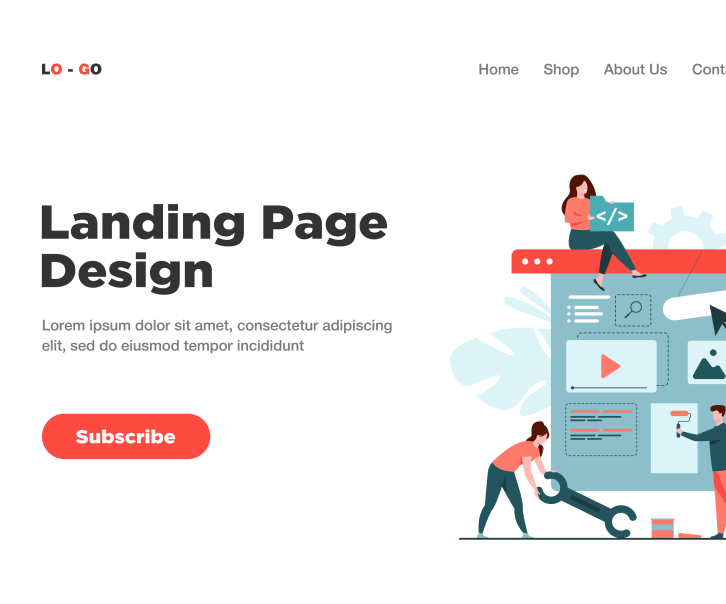 LO - GO
Home Shop About Us Conta
</>
Landing Page
Design
Lorem ipsum dolor sit amet, consectetur adipiscing
elit, sed do eiusmod tempor incididunt
Subscribe